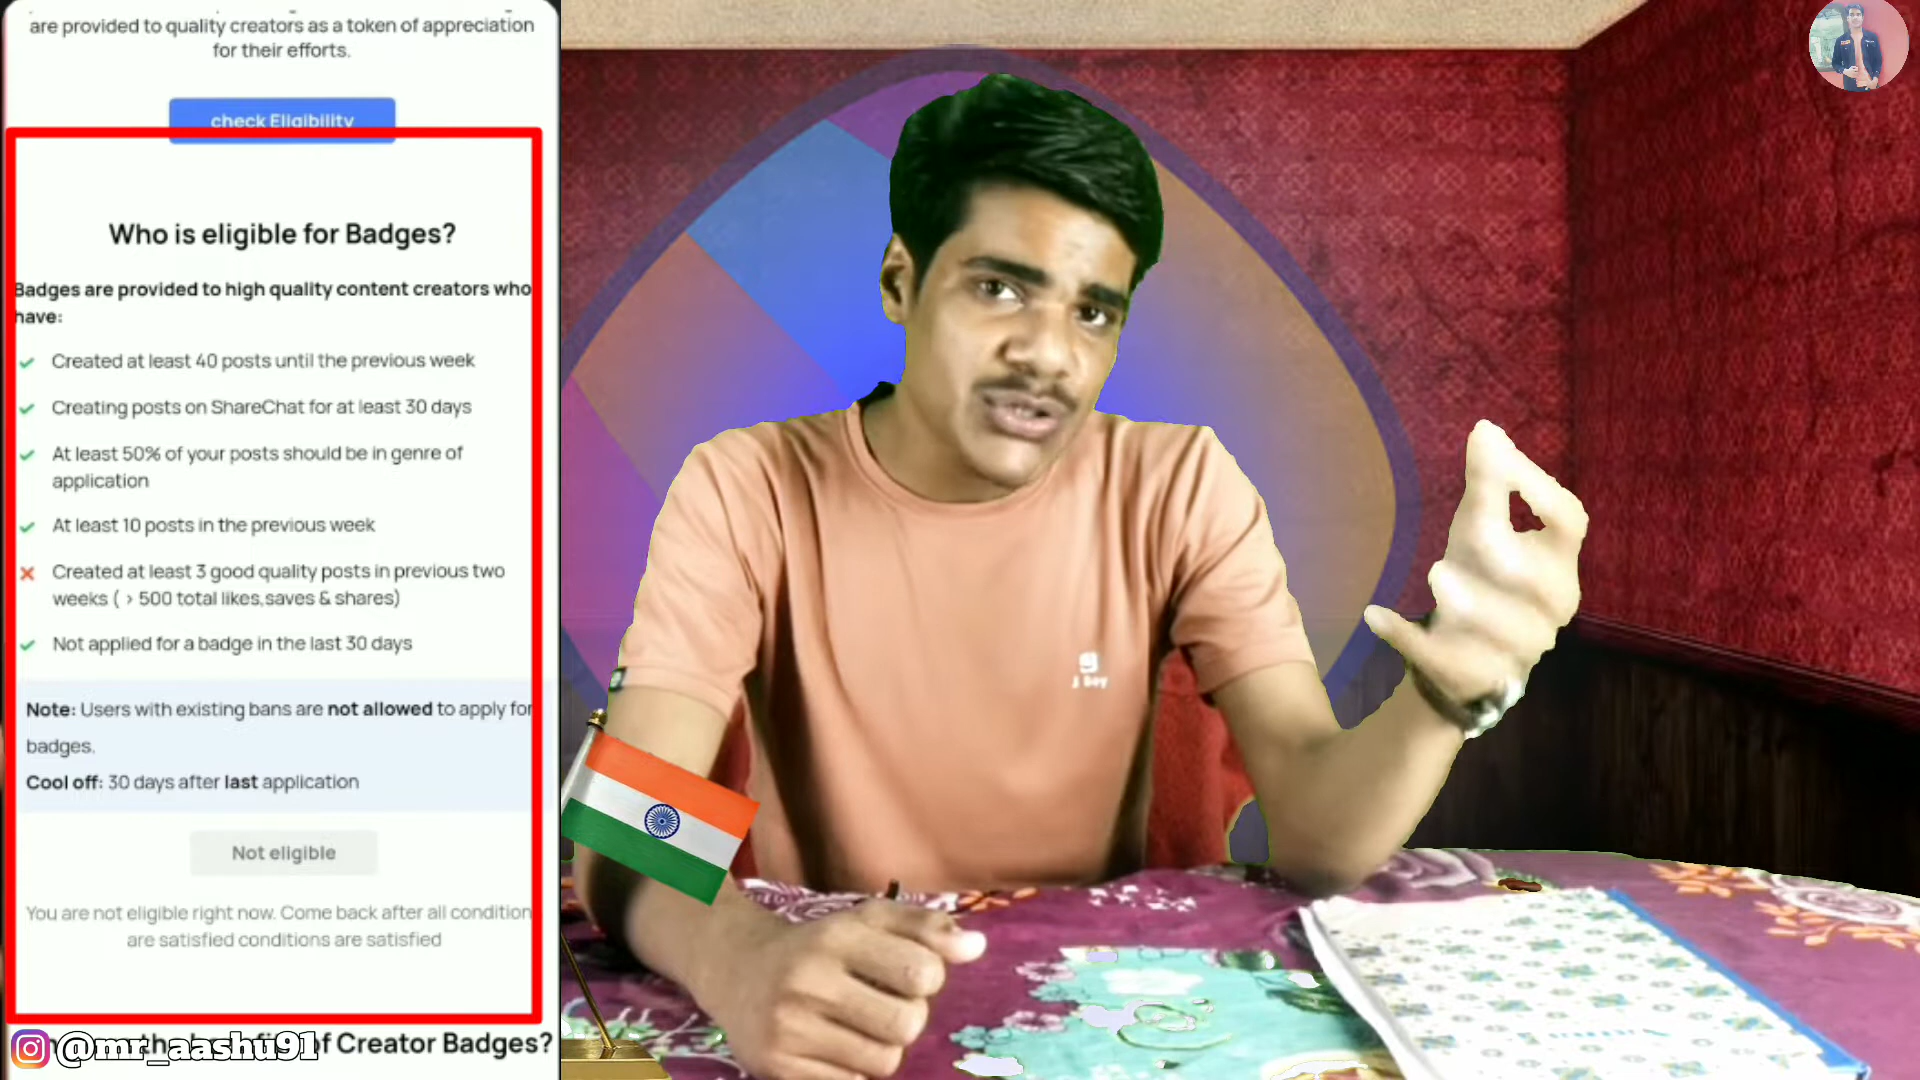 are provided to quality creators as a token of appreciation
for their efforts.
check Eligibility
Who is eligible for Badges?
Badges are provided to high quality content creators who
have:
Created at least 40 posts until the previous week
Creating posts on ShareChat for at least 30 days
At least 50% of your posts should be in genre of
application
At least 10 posts in the previous week
Created at least 3 good quality posts in previous two
weeks ( > 500 total likes,saves & shares)
Not applied for a badge in the last 30 days
Note: Users with existing bans are not allowed to apply for
badges.
Cool off: 30 days after last application
Not eligible
You are not eligible right now. Come back after all condition
are satisfied conditions are satisfied
of Creator Badges?
@mr_aashu91
J Boy